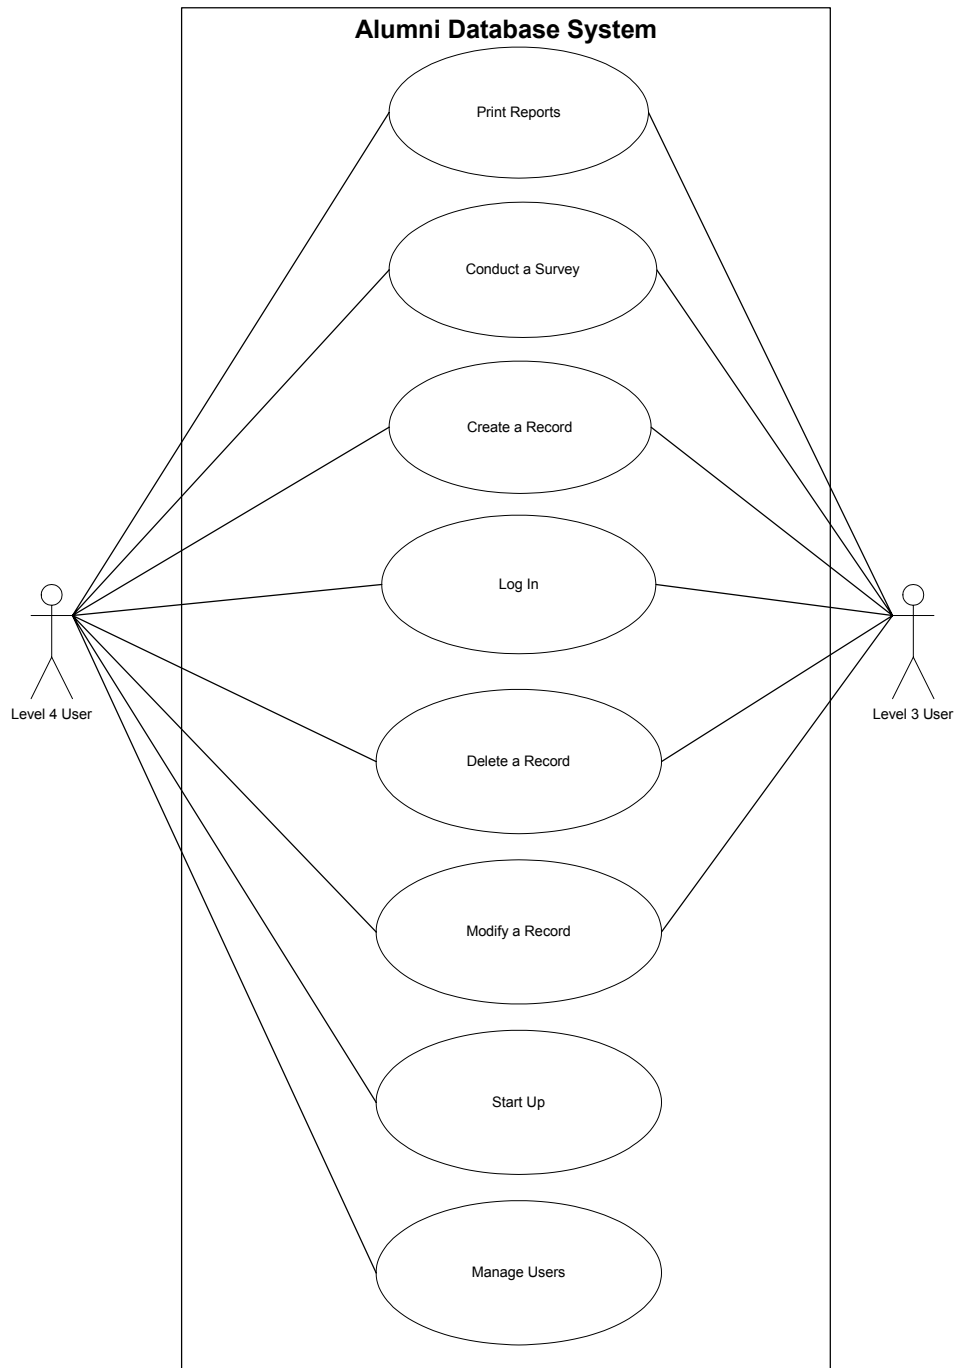 Alumni Database System
Print Reports
Conduct a Survey
Create a Record
Log In
Level 4 User
Level 3 User
Delete a Record
Modify a Record
Start Up
Manage Users